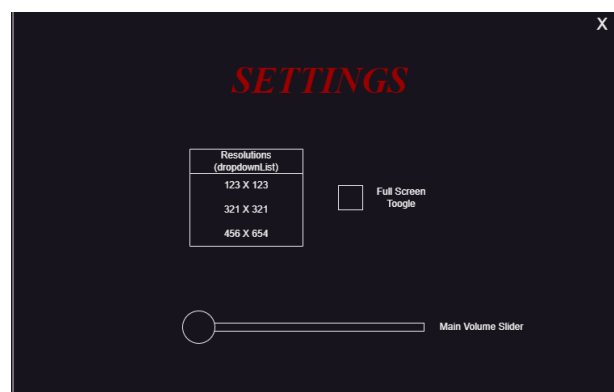 X
SETTINGS
Resolutions
(dropdownList)
123 X 123
321 X 321
456 X 654
Full Screen
Toogle
Main Volume Slider